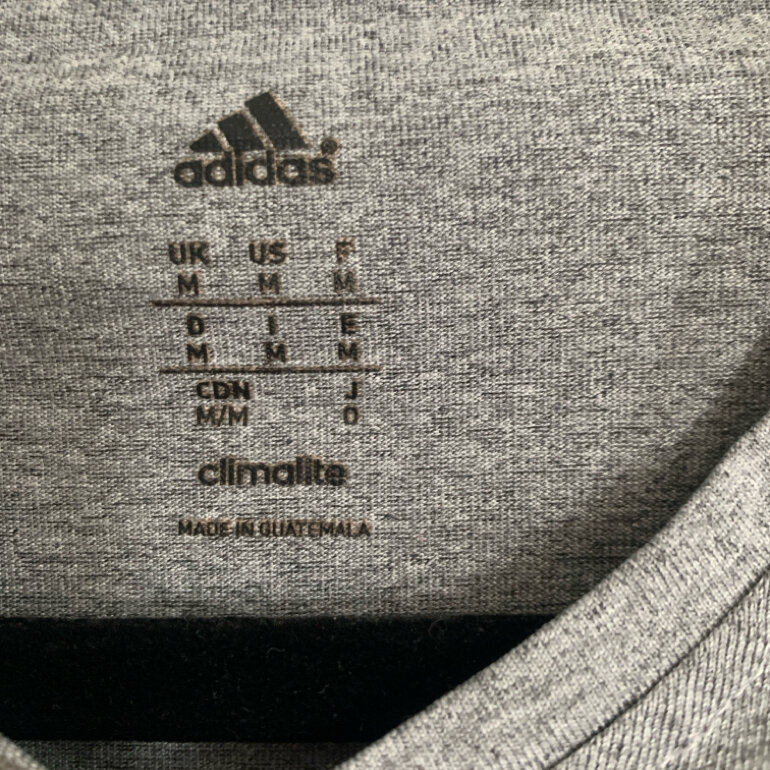 adidas®
UK US F
M M M
D I E
M M M
CDN J
M/M O
climalite
MADE IN GUATEMALA